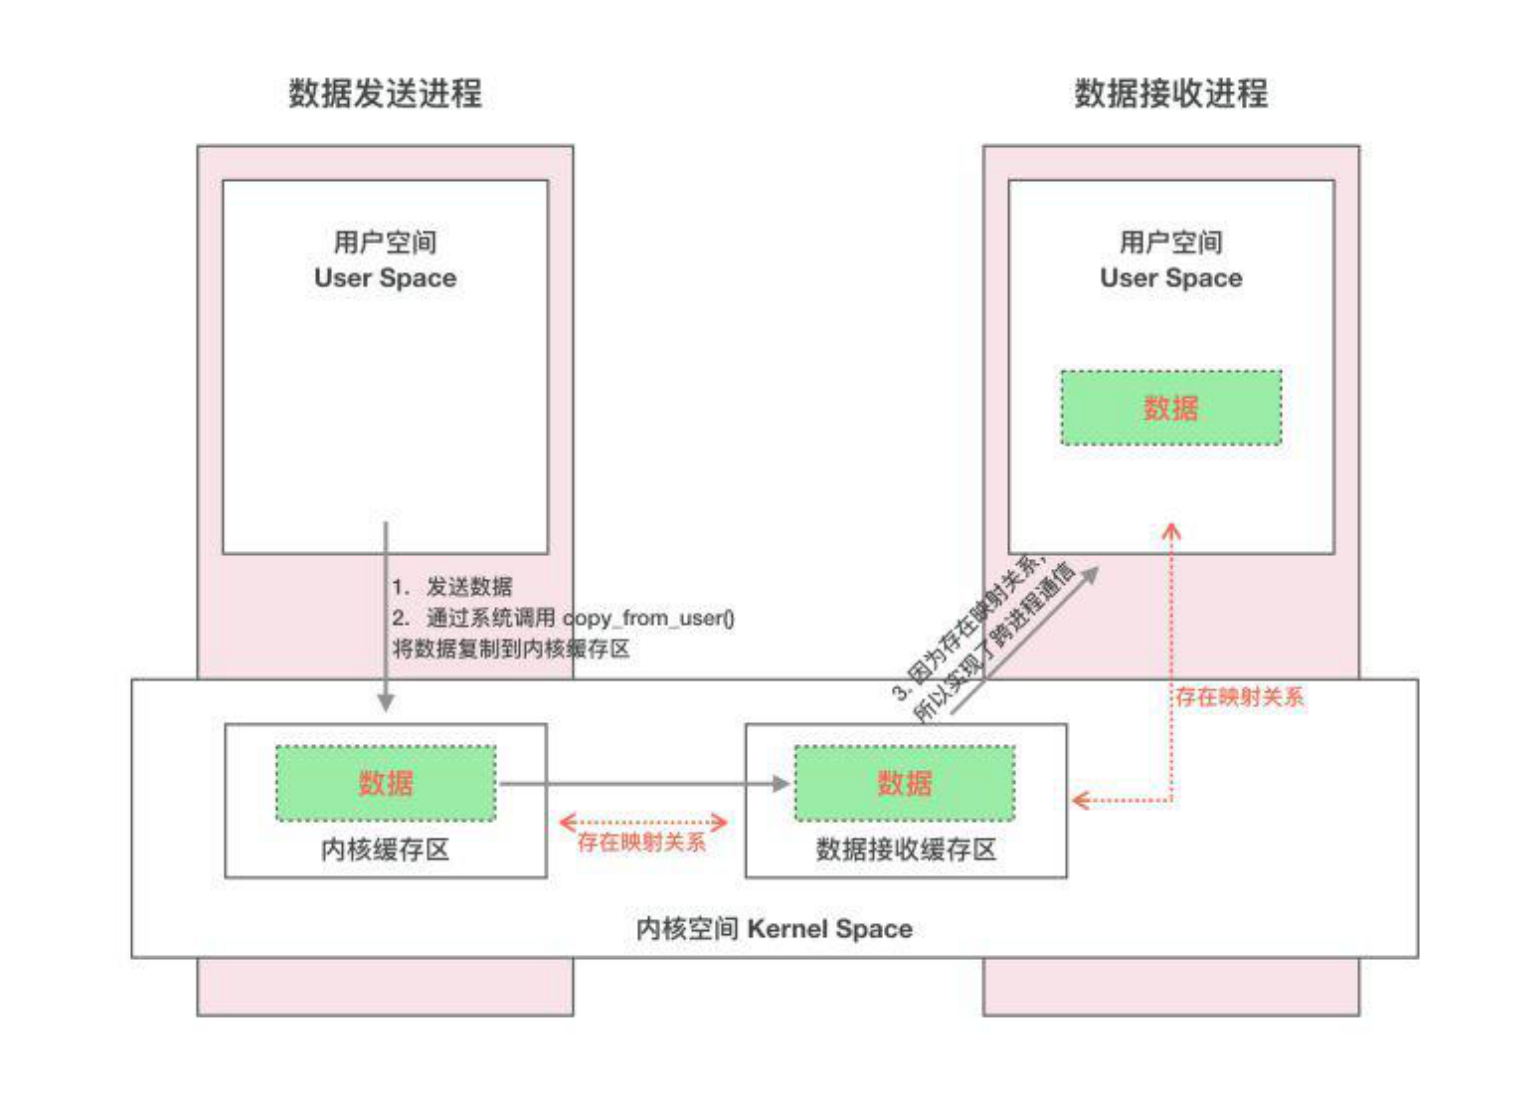 数据发送进程
数据接收进程
用户空间
User Space
用户空间
User Space
数据
1. 发送数据
2. 通过系统调用 copy_from_user()
将数据复制到内核缓存区
3. 因为存在映射关系，
所以实现了跨进程通信
存在映射关系
数据
数据
存在映射关系
内核缓存区
数据接收缓存区
内核空间 Kernel Space